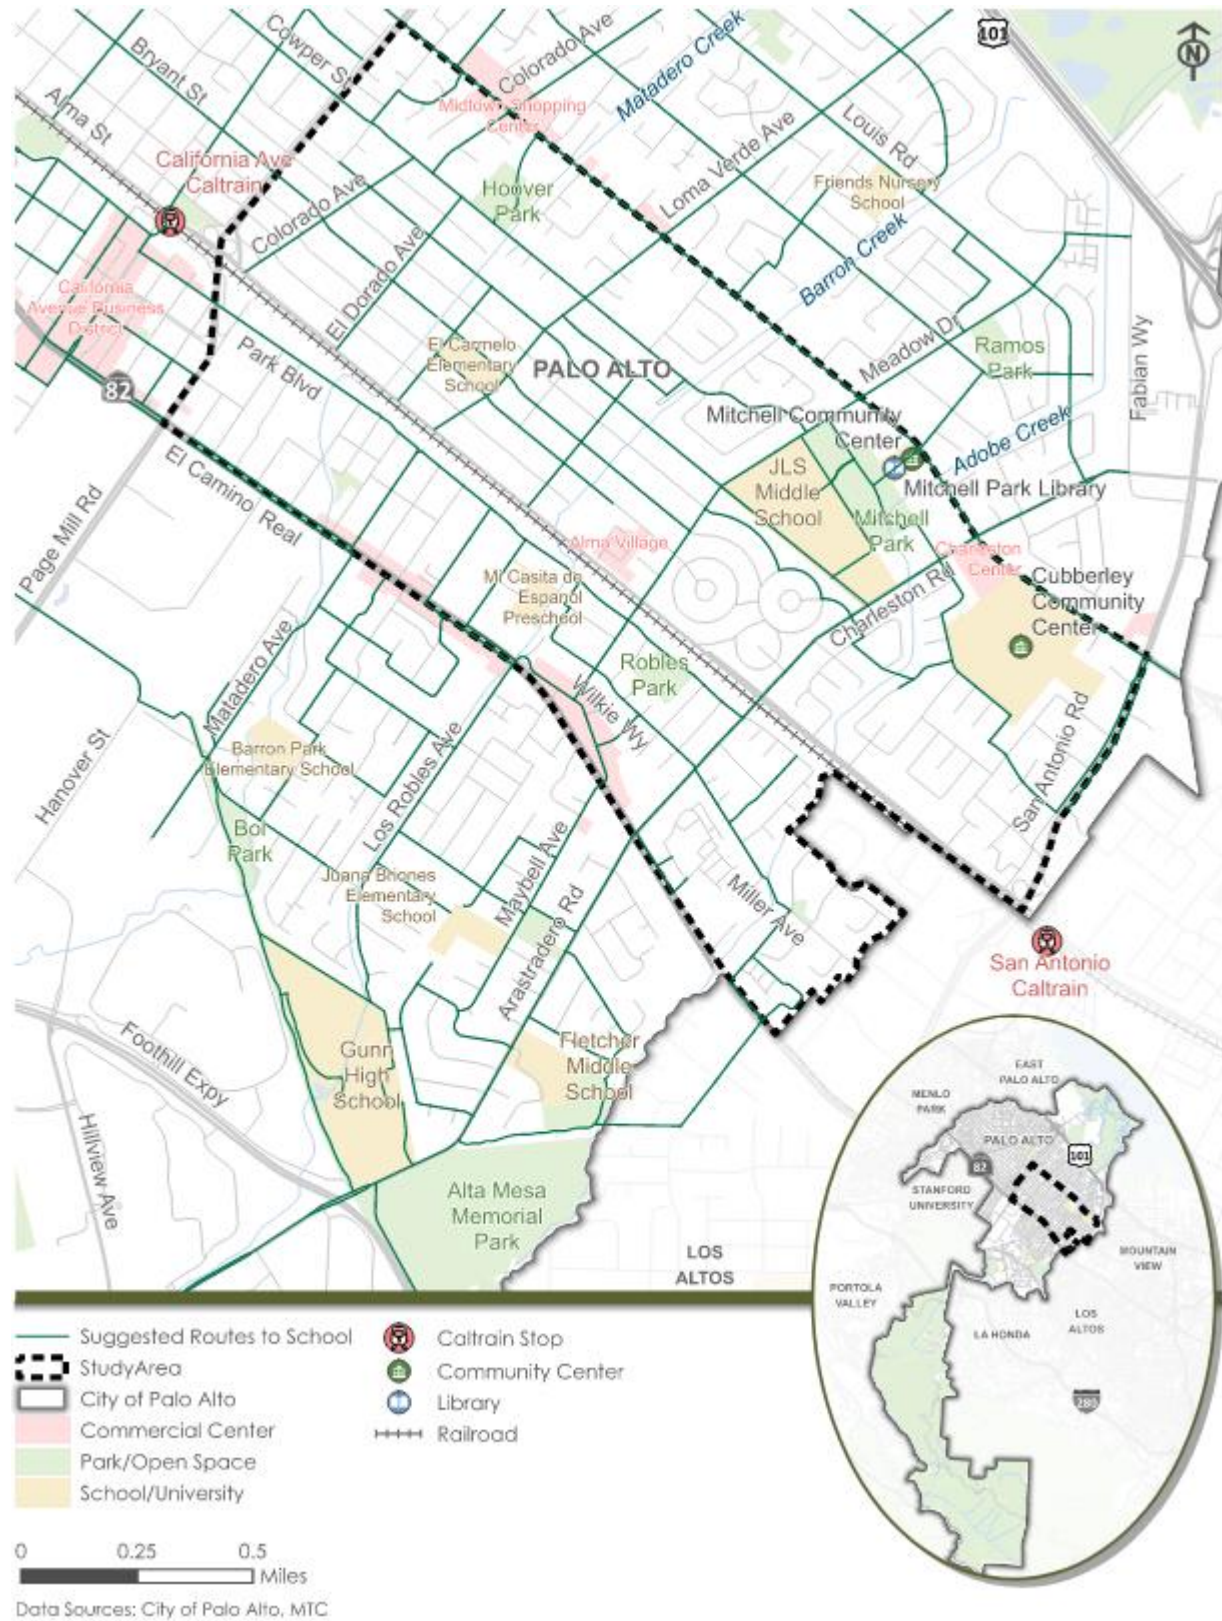 Cowper St
Bryant St
Alma St
Colorado Ave
Matadero Creek
101
N
Midtown Shopping
Center
California Ave
Caltrain
Colorado Ave
Hoover
Park
Loma Verde Ave
Louis Rd
Friends Nursery
School
Barron Creek
El Dorado Ave
California
Avenue Business
District
82
Park Blvd
El Carmelo
Elementary
School
PALO ALTO
Meadow Dr
Ramos
Park
Fabian Wy
Mitchell Community
Center
Adobe Creek
JLS
Middle
School
Mitchell Park Library
Mitchell
Park
El Camino Real
Page Mill Rd
Alma Village
Charleston
Center
Charleston Rd
Cubberley
Community
Center
Mi Casita de
Espanol
Preschool
Robles
Park
Wilkie Wy
Matadero Ave
Hanover St
Barron Park
Elementary School
Los Robles Ave
San Antonio Rd
Bol
Park
Juana Briones
Elementary
School
Maybell Ave
Arastradero Rd
Miller Ave
San Antonio
Caltrain
Foothill Expy
Gunn
High
School
Fletcher
Middle
School
Hillview Ave
Alta Mesa
Memorial
Park
LOS
ALTOS
EAST
PALO ALTO
MENLO
PARK
PALO ALTO
101
82
STANFORD
UNIVERSITY
MOUNTAIN
VIEW
PORTOLA
VALLEY
LOS
ALTOS
LA HONDA
280
Suggested Routes to School
StudyArea
City of Palo Alto
Commercial Center
Park/Open Space
School/University
Caltrain Stop
Community Center
Library
Railroad
0 0.25 0.5
Miles
Data Sources: City of Palo Alto, MTC